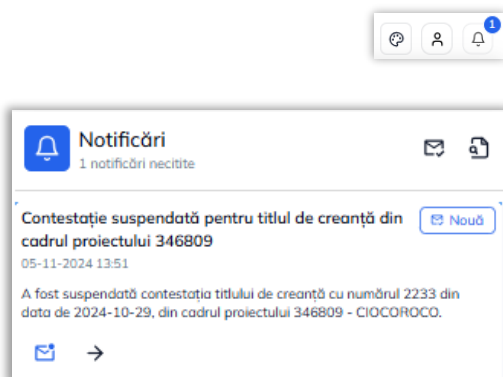 1
Notificări
1 notificări necitite
Contestație suspendată pentru titlul de creanță din
cadrul proiectului 346809
Nouă
05-11-2024 13:51
A fost suspendată contestația titlului de creanță cu numărul 2233 din
data de 2024-10-29, din cadrul proiectului 346809 - CIOCOROCO.